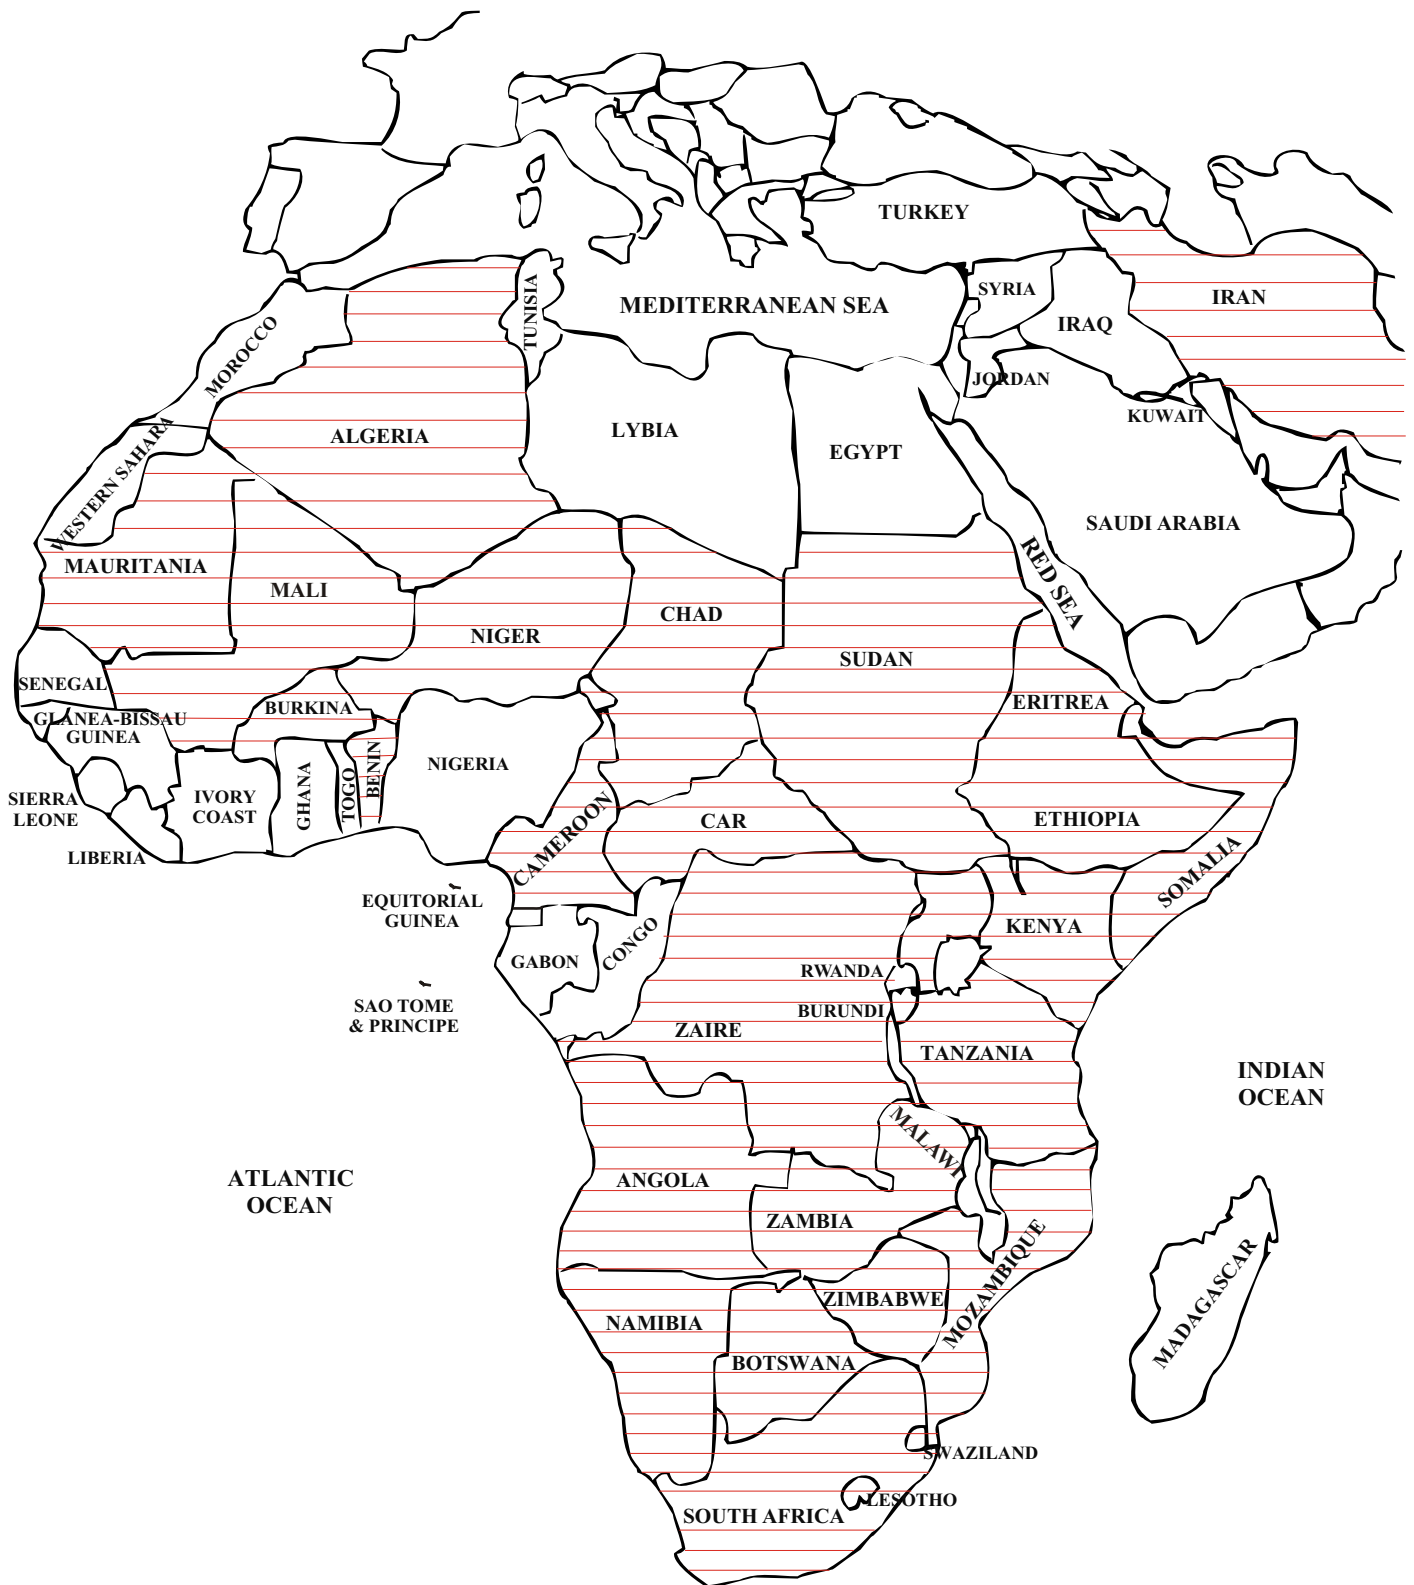 TURKEY
SYRIA
IRAN
MEDITERRANEAN SEA
TUNISIA
IRAQ
MOROCCO
JORDAN
KUWAIT
ALGERIA
LYBIA
EGYPT
WESTERN SAHARA
SAUDI ARABIA
MAURITANIA
MALI
RED SEA
CHAD
NIGER
SUDAN
SENEGAL
BURKINA
ERITREA
GLANEA-BISSAU
GUINEA
NIGERIA
BENIN
TOGO
GHANA
IVORY
COAST
SIERRA
LEONE
CAR
ETHIOPIA
CAMEROON
LIBERIA
SOMALIA
EQUITORIAL
GUINEA
KENYA
CONGO
GABON
RWANDA
SAO TOME
& PRINCIPE
BURUNDI
ZAIRE
TANZANIA
INDIAN
OCEAN
MALAWI
ATLANTIC
OCEAN
ANGOLA
ZAMBIA
MOZAMBIQUE
MADAGASCAR
ZIMBABWE
NAMIBIA
BOTSWANA
SWAZILAND
LESOTHO
SOUTH AFRICA